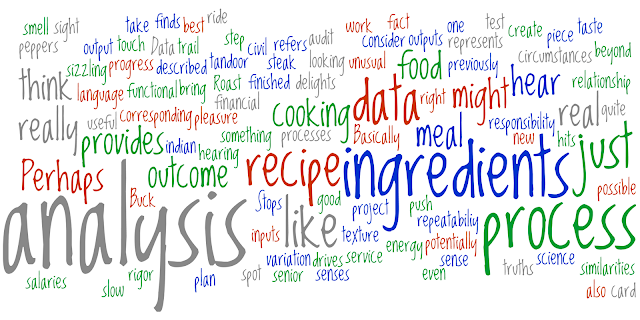 smell sight take finds best ride
peppers output touch Data trail step civil refers audit work fact one test create piece taste
sizzling progress described tandoor steak looking unusual consider outputs represents circumstances beyond
think language functional bring Roast finished delights food previously might hear relationship
really useful corresponding pleasure financial cooking data right responsibility real quite
provides indian hearing something processes Basically meal new hits just
Perhaps outcome recipe ingredients possible
analysis Buck Stops good like project push repeatability process
inputs texture energy potentially
salaries slow rigor plan spot variation drives service senior senses even sense truths science similarities
also card